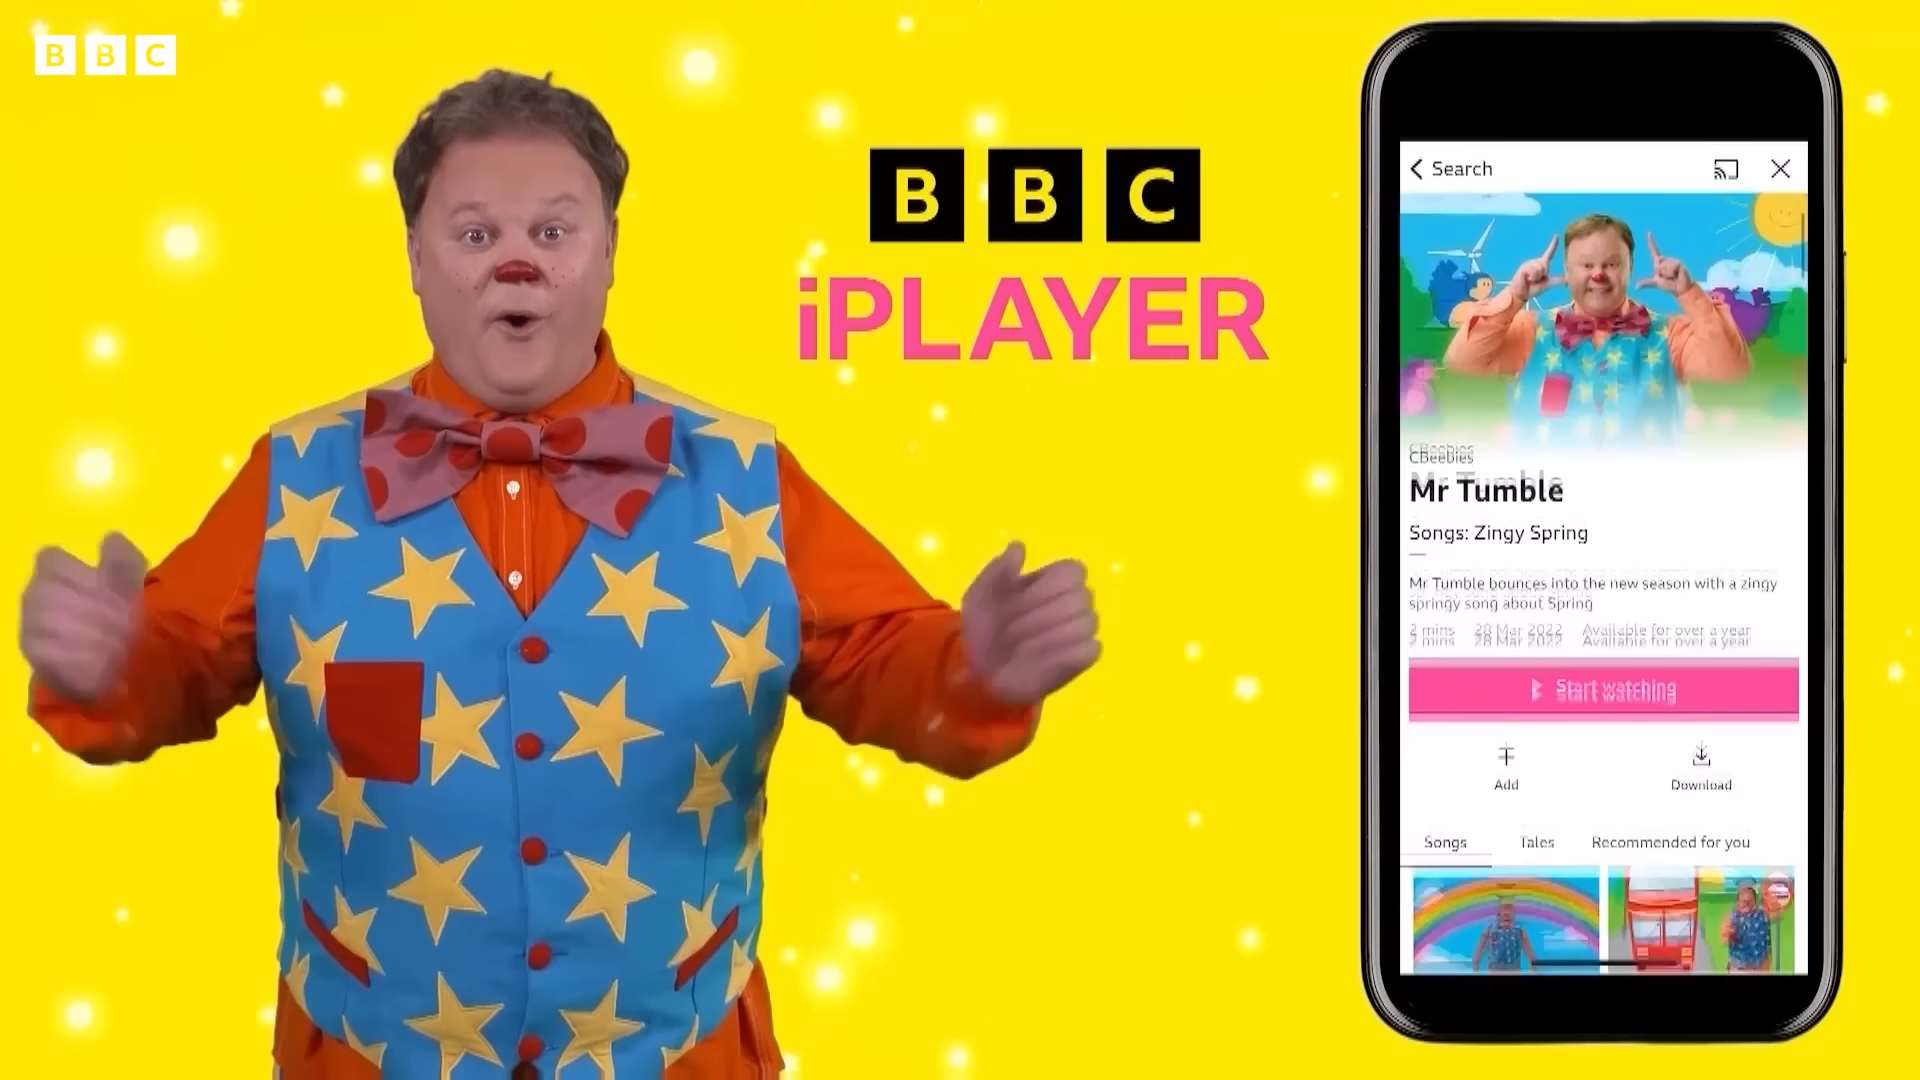 BBC
BBC
iPLAYER
Search
CBeebies
Mr Tumble
Songs: Zingy Spring
Mr Tumble bounces into the new season with a zingy
springy song about Spring
2 mins 28 Mar 2022 Available for over a year
Start watching
Add Download
Songs Tales Recommended for you